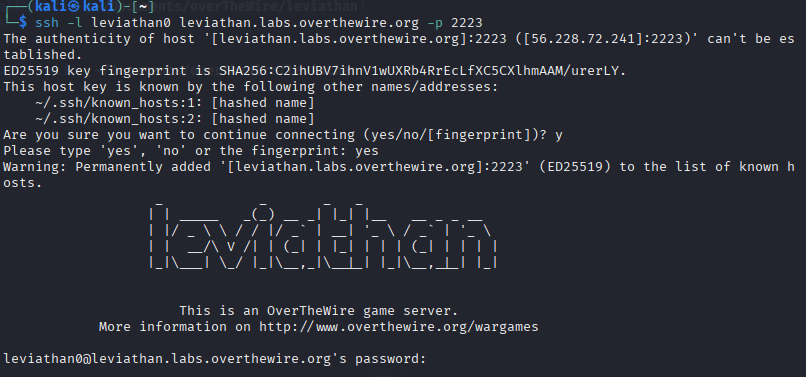 ┌──(kali㉿kali)-[~]
└─$ ssh -l leviathan0 leviathan.labs.overthewire.org -p 2223
The authenticity of host '[leviathan.labs.overthewire.org]:2223 ([56.228.72.241]:2223)' can't be es
tablished.
ED25519 key fingerprint is SHA256:C2ihUBV7ihnV1wUXRb4RrEcLfXC5CXlhmAAM/urerLY.
This host key is known by the following other names/addresses:
    ~/.ssh/known_hosts:1: [hashed name]
    ~/.ssh/known_hosts:2: [hashed name]
Are you sure you want to continue connecting (yes/no/[fingerprint])? y
Please type 'yes', 'no' or the fingerprint: yes
Warning: Permanently added '[leviathan.labs.overthewire.org]:2223' (ED25519) to the list of known h
osts.
leviathan
This is an OverTheWire game server.
More information on http://www.overthewire.org/wargames
leviathan0@leviathan.labs.overthewire.org's password: